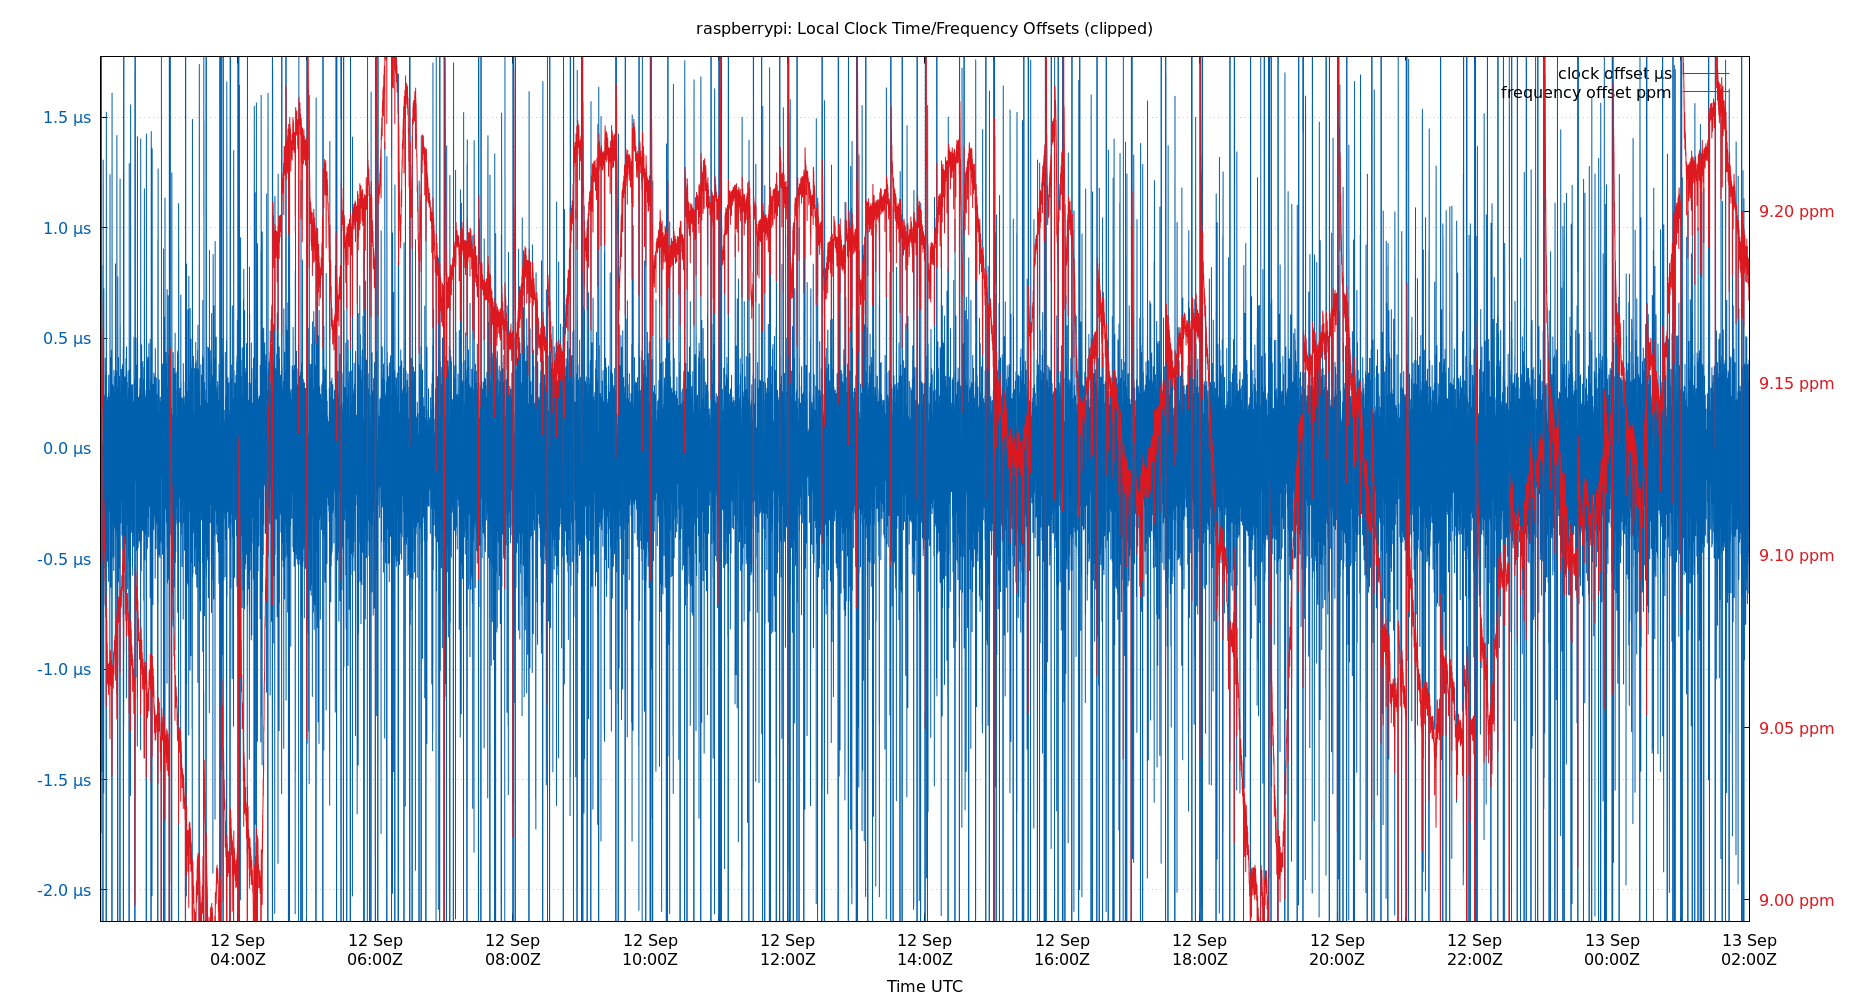 raspberrypi: Local Clock Time/Frequency Offsets (clipped)
clock offset µs
frequency offset ppm
1.5 µs
1.0 µs
0.5 µs
0.0 µs
-0.5 µs
-1.0 µs
-1.5 µs
-2.0 µs
9.20 ppm
9.15 ppm
9.10 ppm
9.05 ppm
9.00 ppm
12 Sep 12 Sep 12 Sep 12 Sep 12 Sep 12 Sep 12 Sep 12 Sep 12 Sep 12 Sep 13 Sep 13 Sep
04:00Z 06:00Z 08:00Z 10:00Z 12:00Z 14:00Z 16:00Z 18:00Z 20:00Z 22:00Z 00:00Z 02:00Z
Time UTC